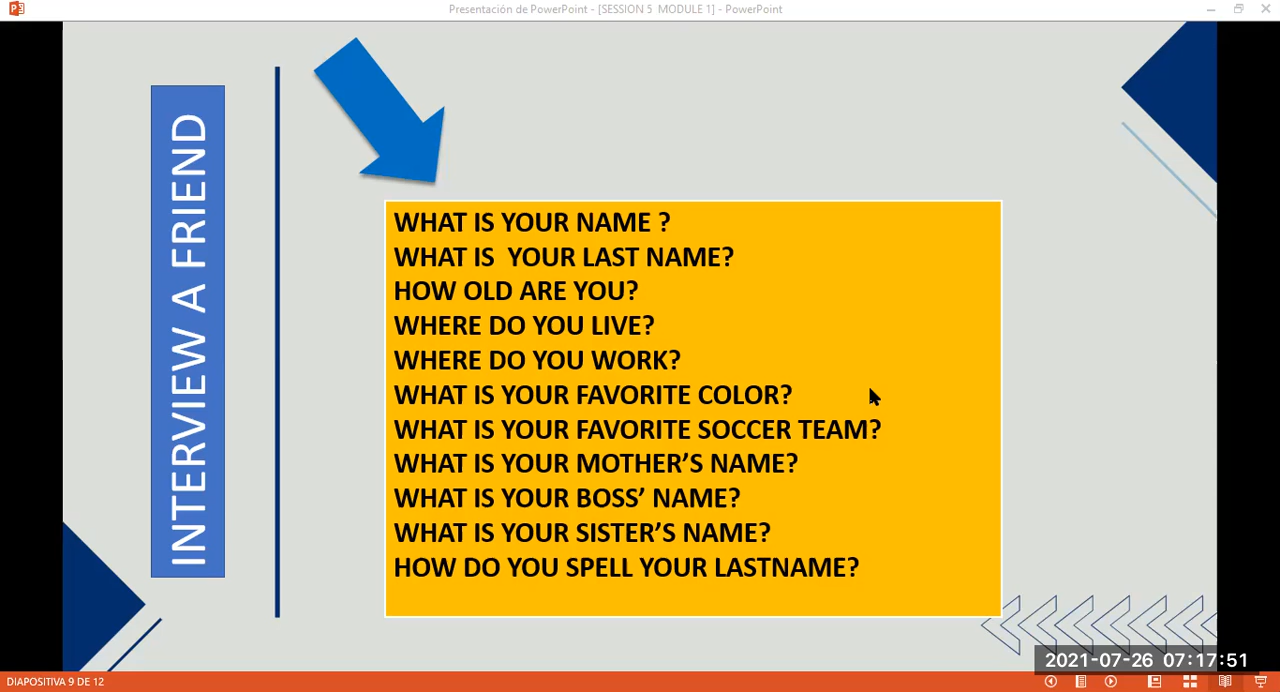 Presentación de PowerPoint - [SESSION 5 MODULE 1] - PowerPoint
INTERVIEW A FRIEND
WHAT IS YOUR NAME ?
WHAT IS YOUR LAST NAME?
HOW OLD ARE YOU?
WHERE DO YOU LIVE?
WHERE DO YOU WORK?
WHAT IS YOUR FAVORITE COLOR?
WHAT IS YOUR FAVORITE SOCCER TEAM?
WHAT IS YOUR MOTHER’S NAME?
WHAT IS YOUR BOSS’ NAME?
WHAT IS YOUR SISTER’S NAME?
HOW DO YOU SPELL YOUR LASTNAME?
2021-07-26 07:17:51
DIAPOSITIVA 9 DE 12